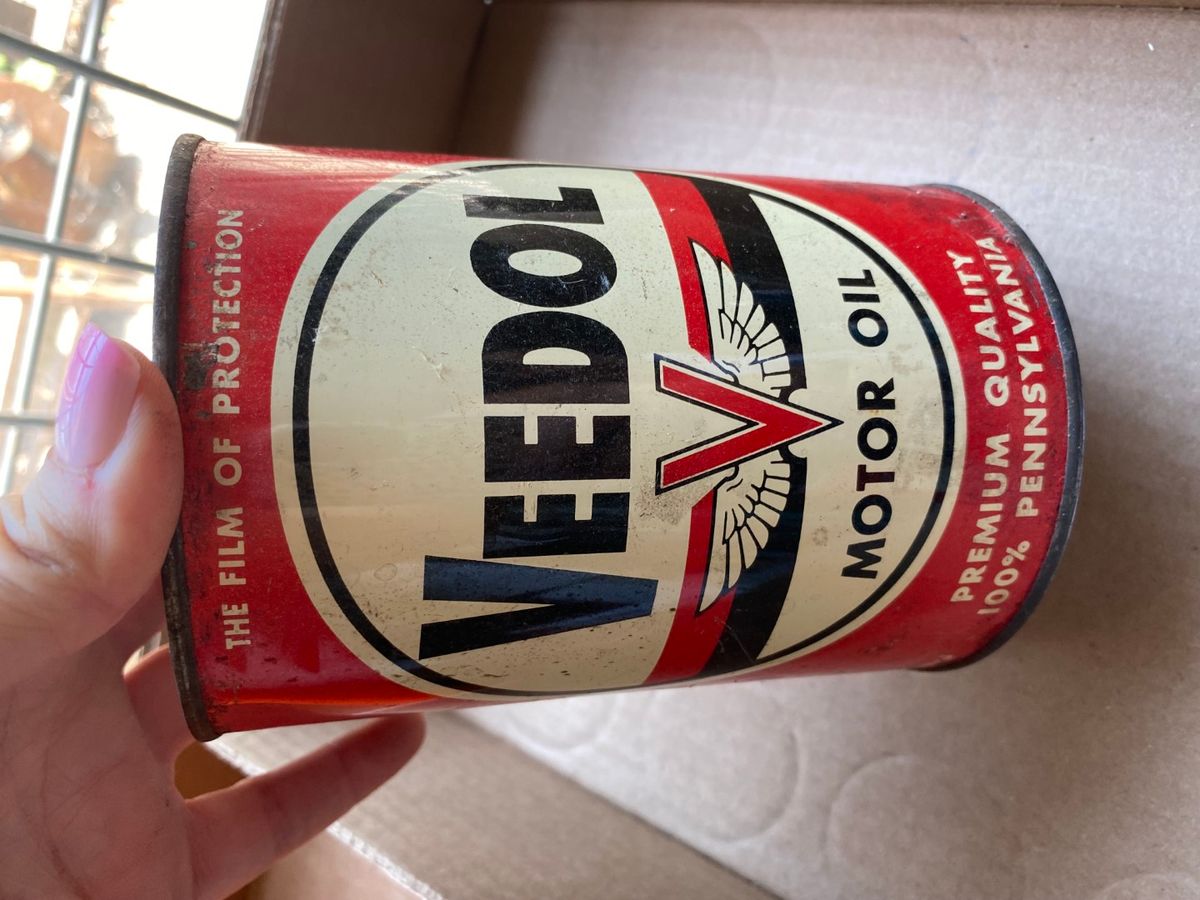 THE FILM OF PROTECTION
VEEDOL
V
MOTOR OIL
PREMIUM QUALITY
100% PENNSYLVANIA